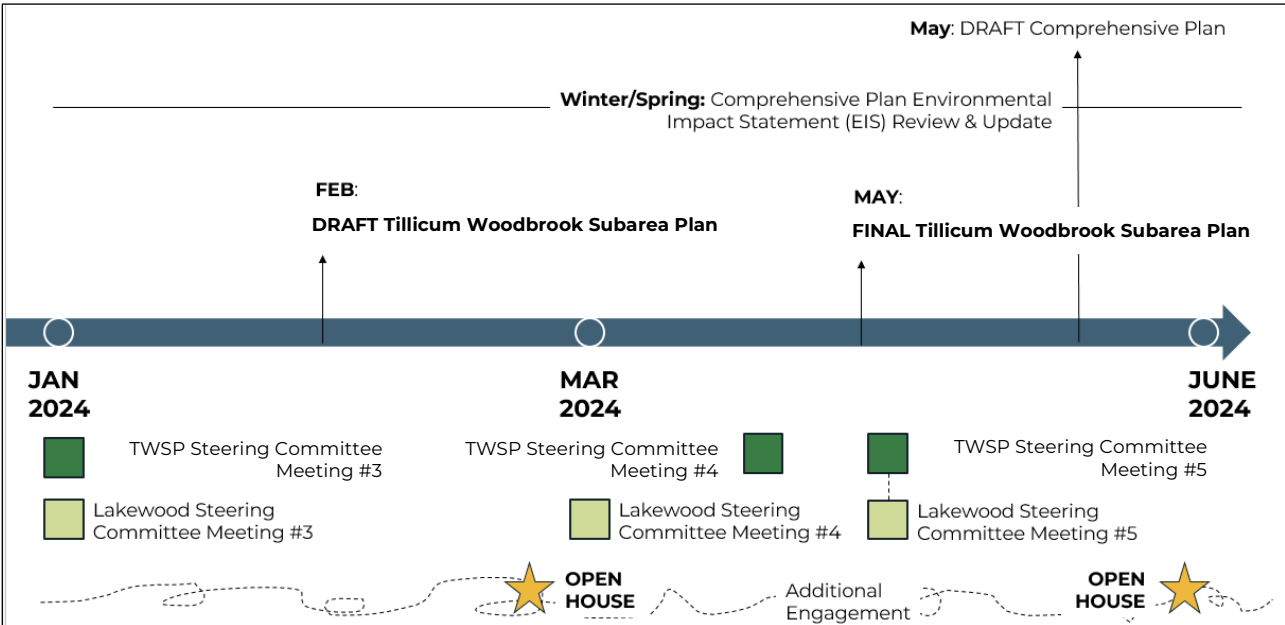 May: DRAFT Comprehensive Plan
Winter/Spring: Comprehensive Plan Environmental
Impact Statement (EIS) Review & Update
FEB:
DRAFT Tillicum Woodbrook Subarea Plan
MAY:
FINAL Tillicum Woodbrook Subarea Plan
JAN
2024
MAR
2024
JUNE
2024
TWSP Steering Committee
Meeting #3
TWSP Steering Committee
Meeting #4
TWSP Steering Committee
Meeting #5
Lakewood Steering
Committee Meeting #3
Lakewood Steering
Committee Meeting #4
Lakewood Steering
Committee Meeting #5
OPEN
HOUSE
Additional
Engagement
OPEN
HOUSE